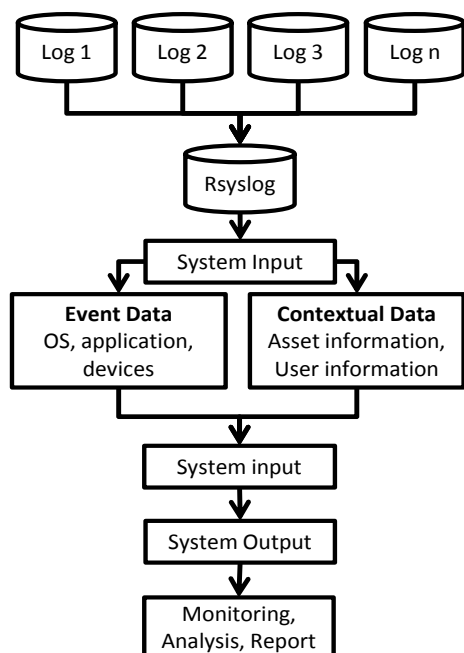 Log 1
Log 2
Log 3
Log n
Rsyslog
System Input
Event Data
OS, application,
devices
Contextual Data
Asset information,
User information
System input
System Output
Monitoring,
Analysis, Report